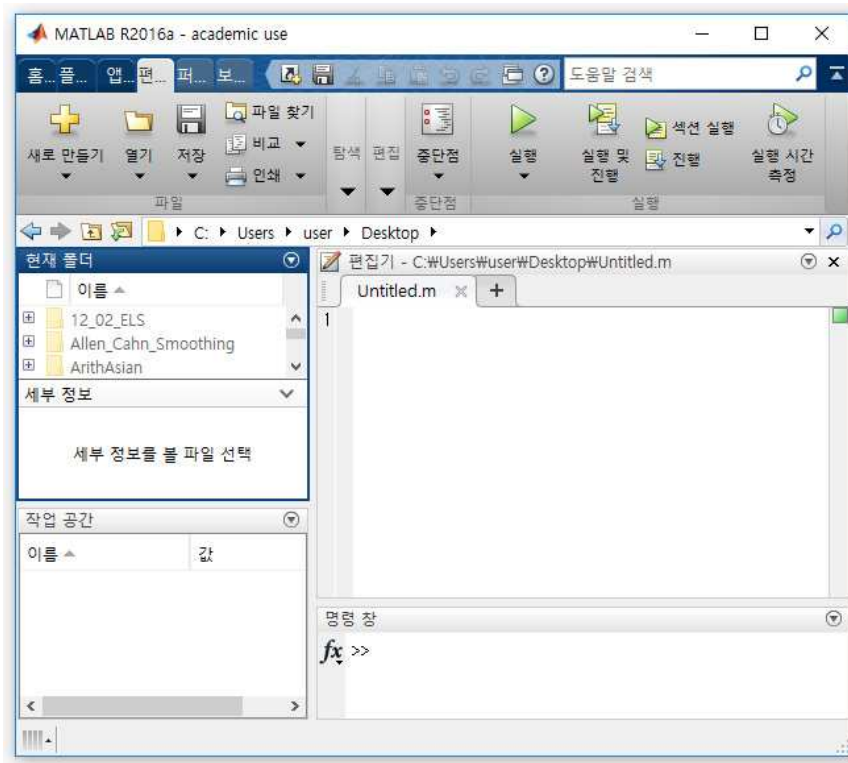 MATLAB R2016a - academic use
홈... 플... 앱... 편... 퍼... 보... 도움말 검색
새로 만들기 열기 저장 파일 찾기 비교 인쇄
파일
탐색 편집
중단점
중단점
실행 실행 및 진행 섹션 실행 진행 실행 시간 측정
실행
C: Users user Desktop
현재 폴더
이름
12_02_ELS
Allen_Cahn_Smoothing
ArithAsian
세부 정보
세부 정보를 볼 파일 선택
작업 공간
이름 값
편집기 - C:₩Users₩user₩Desktop₩Untitled.m
Untitled.m
1
명령 창
fx >>